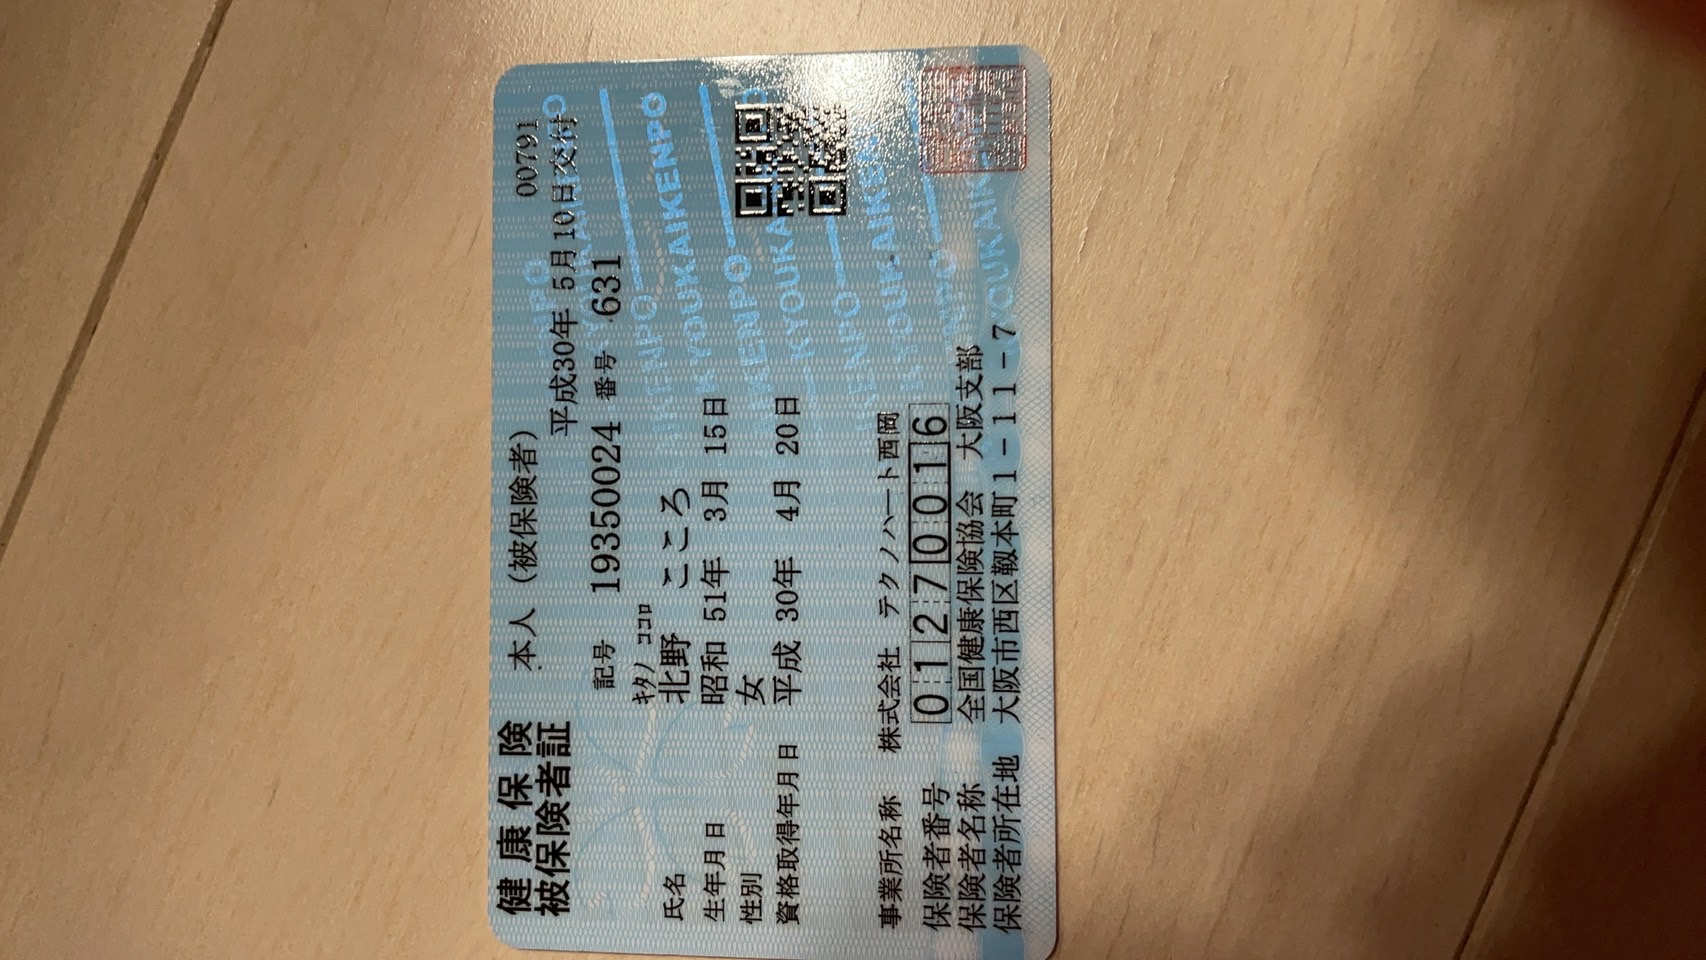 健康保険
被保険者証
本人（被保険者）
00791
平成30年 5月10日交付
記号 19350024 番号 631
ｷﾀﾉ ｺｺﾛ
氏名 北野 こころ
生年月日 昭和 51年 3月 15日
性別 女
資格取得年月日 平成 30年 4月 20日
事業所名称 株式会社 テクノハート西岡
保険者番号 01270016
保険者名称 全国健康保険協会 大阪支部
保険者所在地 大阪市西区靱本町1-11-7
KYOUKAIKENPO